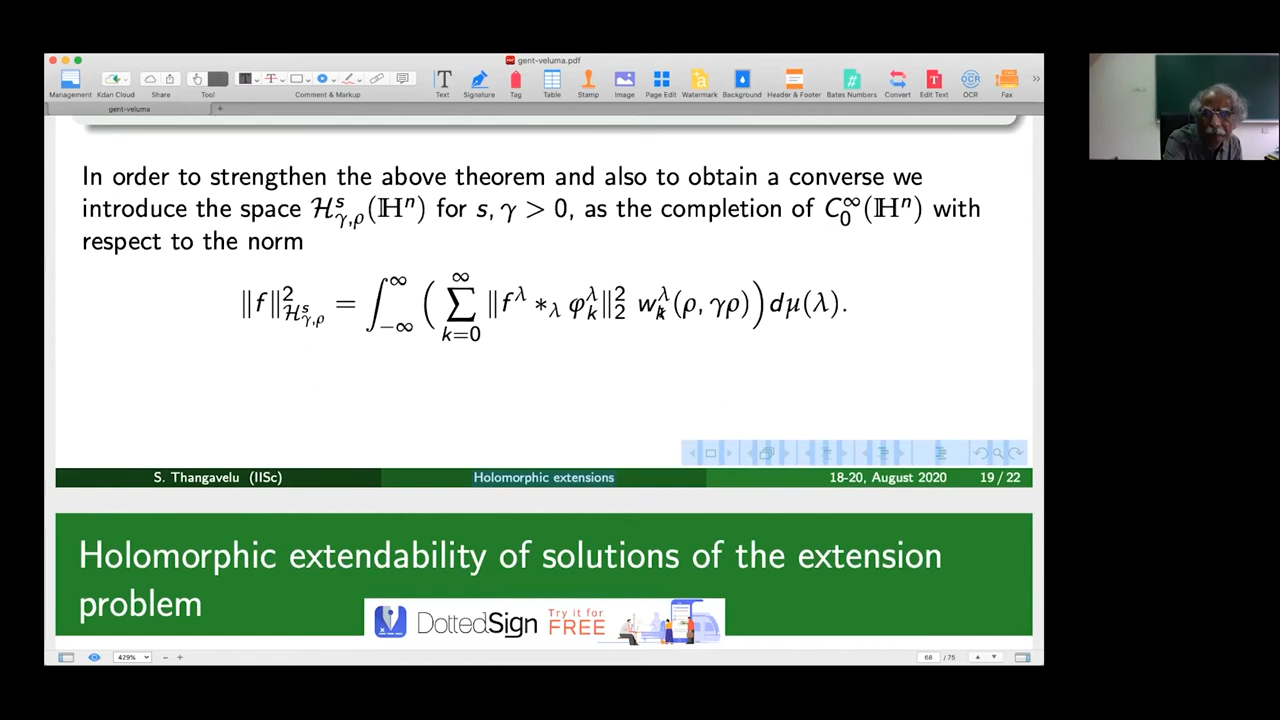 gent-veluma.pdf
Management Kdan Cloud Share Tool Comment & Markup Text Signature Tag Table Stamp Image Page Edit Watermark Background Header & Footer Bates Numbers Convert Edit Text OCR Fax
gent-veluma
In order to strengthen the above theorem and also to obtain a converse we
introduce the space $\mathcal{H}^s_{\gamma,\rho}(\mathbb{H}^n)$ for $s, \gamma > 0$, as the completion of $C_0^\infty(\mathbb{H}^n)$ with
respect to the norm
$\|f\|^2_{\mathcal{H}^s_{\gamma,\rho}} = \int_{-\infty}^{\infty} \Big( \sum_{k=0}^{\infty} \|f^\lambda *_\lambda \varphi_k^\lambda\|_2^2 \, w_k^\lambda(\rho, \gamma\rho) \Big) d\mu(\lambda).$
S. Thangavelu (IISc) Holomorphic extensions 18-20, August 2020 19 / 22
Holomorphic extendability of solutions of the extension
problem
DottedSign Try it for FREE
429% 68 / 75